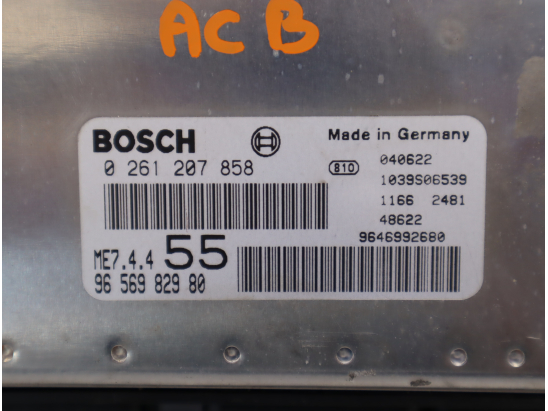 ACB
BOSCH
Made in Germany
0 261 207 858
810
040622
1039S06539
1166 2481
48622
9646992680
ME7.4.4 55
96 569 829 80